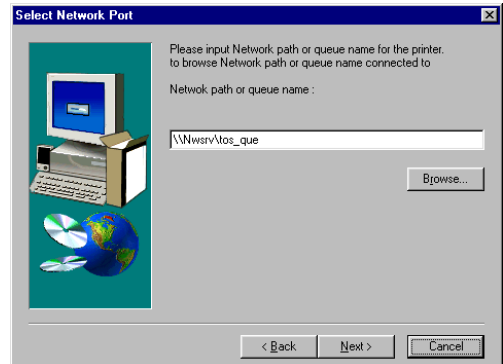 Select Network Port
Please input Network path or queue name for the printer.
to browse Network path or queue name connected to
Netwok path or queue name :
\\Nwsrv\tos_que
Browse...
< Back
Next >
Cancel